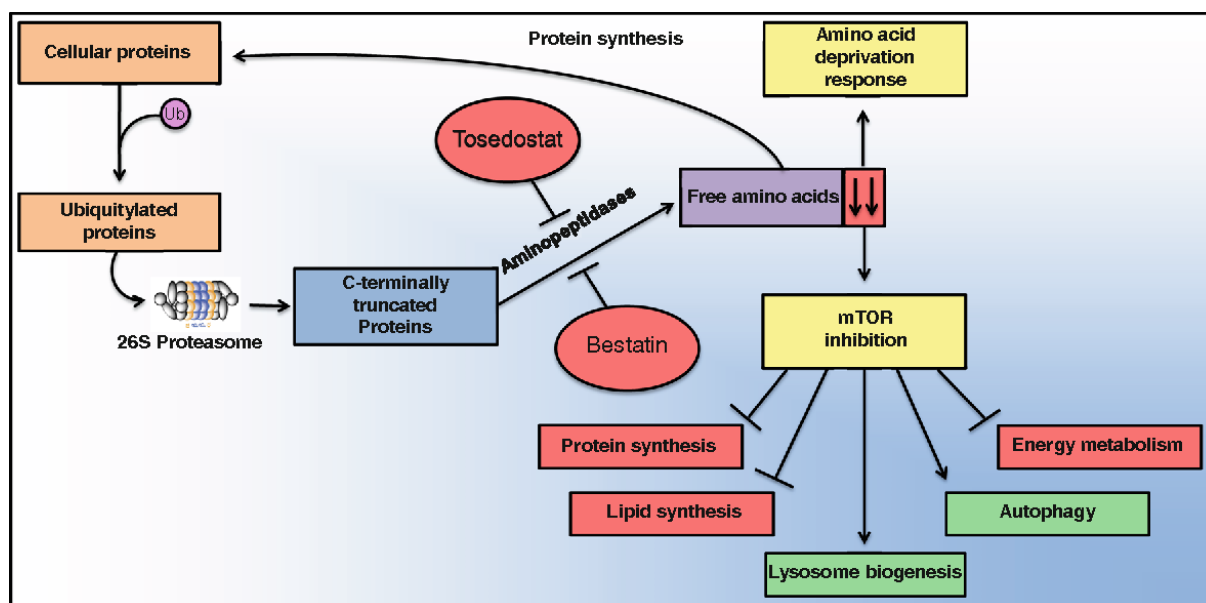 Cellular proteins
Protein synthesis
Amino acid
deprivation
response
Ub
Tosedostat
Ubiquitylated
proteins
Aminopeptidases
Free amino acids
C-terminally
truncated
Proteins
26S Proteasome
Bestatin
mTOR
inhibition
Protein synthesis
Energy metabolism
Lipid synthesis
Autophagy
Lysosome biogenesis